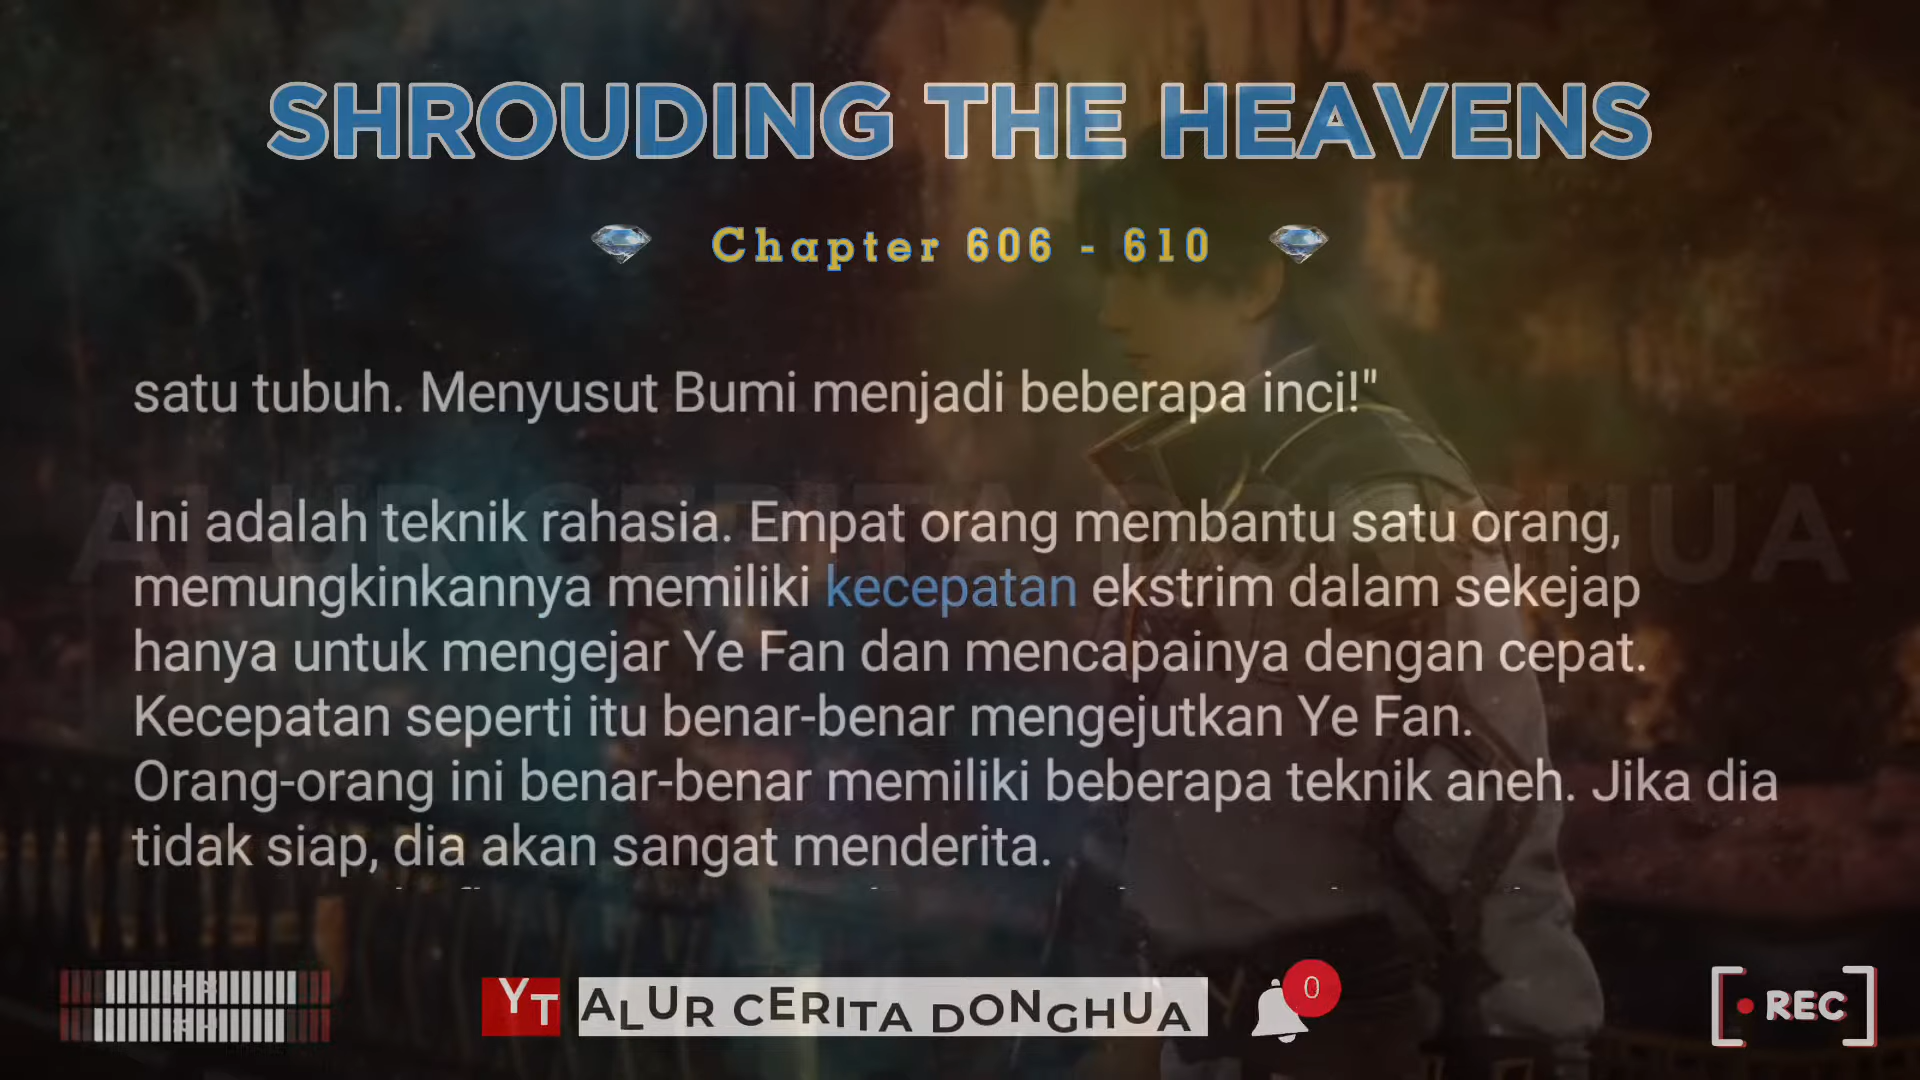 SHROUDING THE HEAVENS
Chapter 606 - 610
satu tubuh. Menyusut Bumi menjadi beberapa inci!"
Ini adalah teknik rahasia. Empat orang membantu satu orang,
memungkinkannya memiliki kecepatan ekstrim dalam sekejap
hanya untuk mengejar Ye Fan dan mencapainya dengan cepat.
Kecepatan seperti itu benar-benar mengejutkan Ye Fan.
Orang-orang ini benar-benar memiliki beberapa teknik aneh. Jika dia
tidak siap, dia akan sangat menderita.
ALUR CERITA DONGHUA
YT ALUR CERITA DONGHUA
0
REC